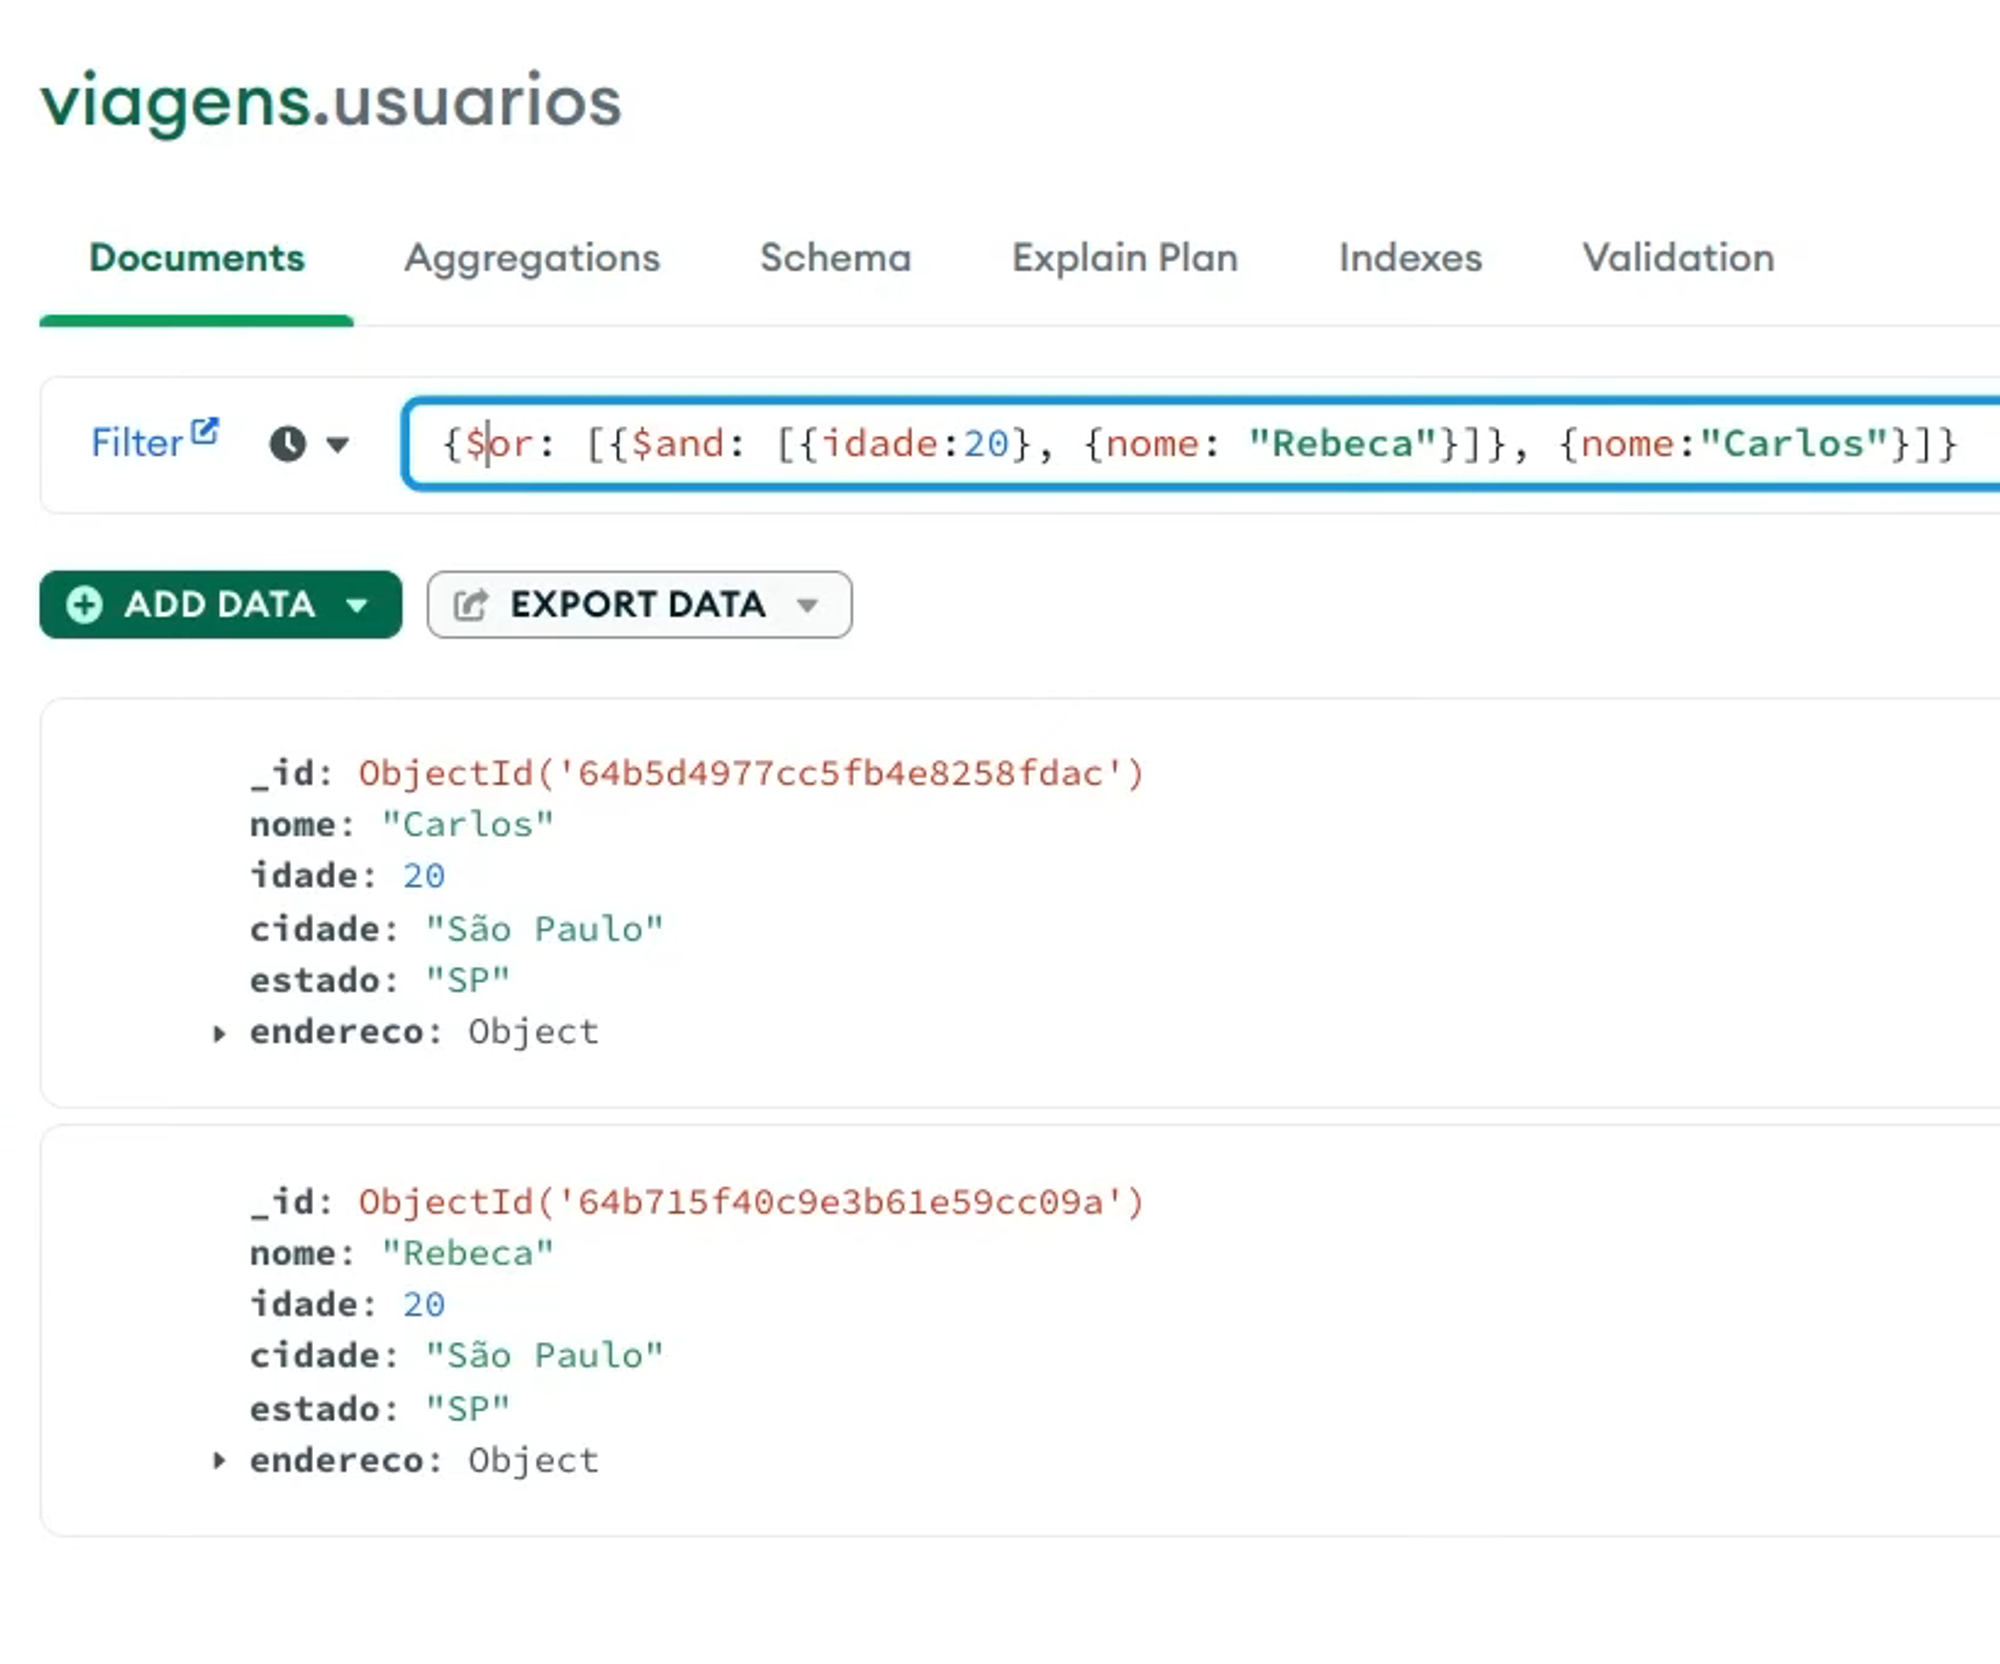 viagens.usuarios
Documents Aggregations Schema Explain Plan Indexes Validation
Filter {$or: [{$and: [{idade:20}, {nome: "Rebeca"}]}, {nome:"Carlos"}]}
ADD DATA EXPORT DATA
_id: ObjectId('64b5d4977cc5fb4e8258fdac')
nome: "Carlos"
idade: 20
cidade: "São Paulo"
estado: "SP"
endereco: Object
_id: ObjectId('64b715f40c9e3b61e59cc09a')
nome: "Rebeca"
idade: 20
cidade: "São Paulo"
estado: "SP"
endereco: Object